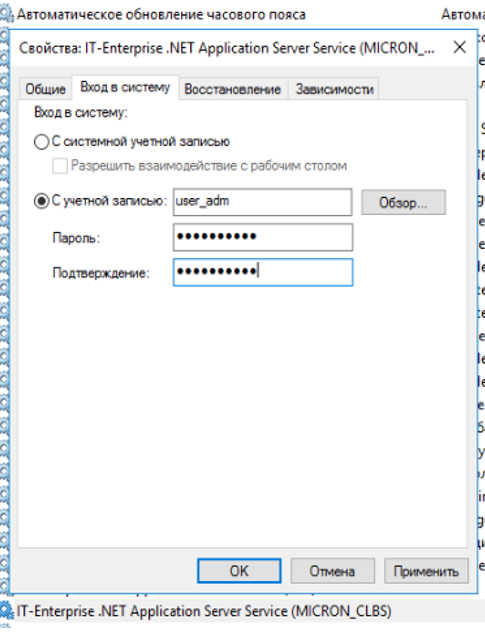 Автоматическое обновление часового пояса Автома
Свойства: IT-Enterprise .NET Application Server Service (MICRON_...
Общие Вход в систему Восстановление Зависимости
Вход в систему:
С системной учетной записью
Разрешить взаимодействие с рабочим столом
С учетной записью: user_adm Обзор...
Пароль: ••••••••••
Подтверждение: ••••••••••
OK Отмена Применить
IT-Enterprise .NET Application Server Service (MICRON_CLBS)